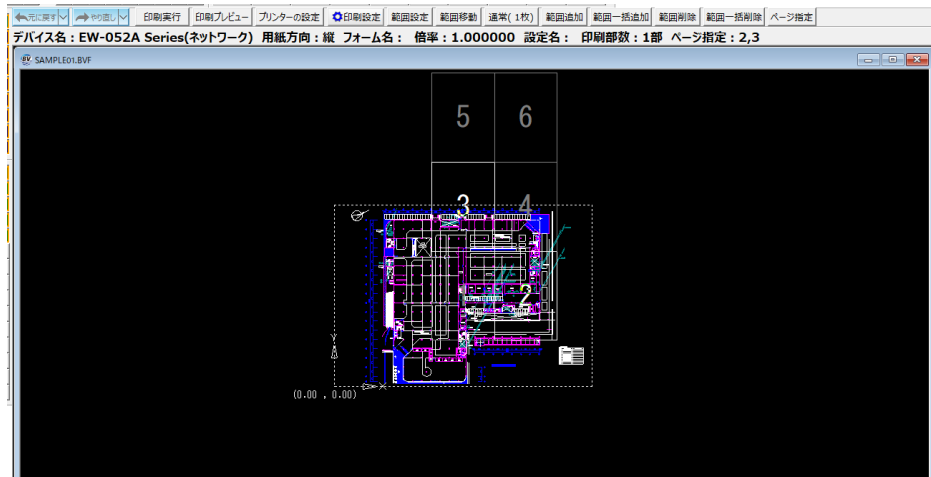 元に戻す やり直し 印刷実行 印刷プレビュー プリンターの設定 印刷設定 範囲設定 範囲移動 通常(1枚) 範囲追加 範囲一括追加 範囲削除 範囲一括削除 ページ指定
デバイス名：EW-052A Series(ネットワーク) 用紙方向：縦 フォーム名： 倍率：1.000000 設定名： 印刷部数：1部 ページ指定：2,3
BV SAMPLE01.BVF
5 6
3 4
2
Y
X
(0.00 , 0.00)